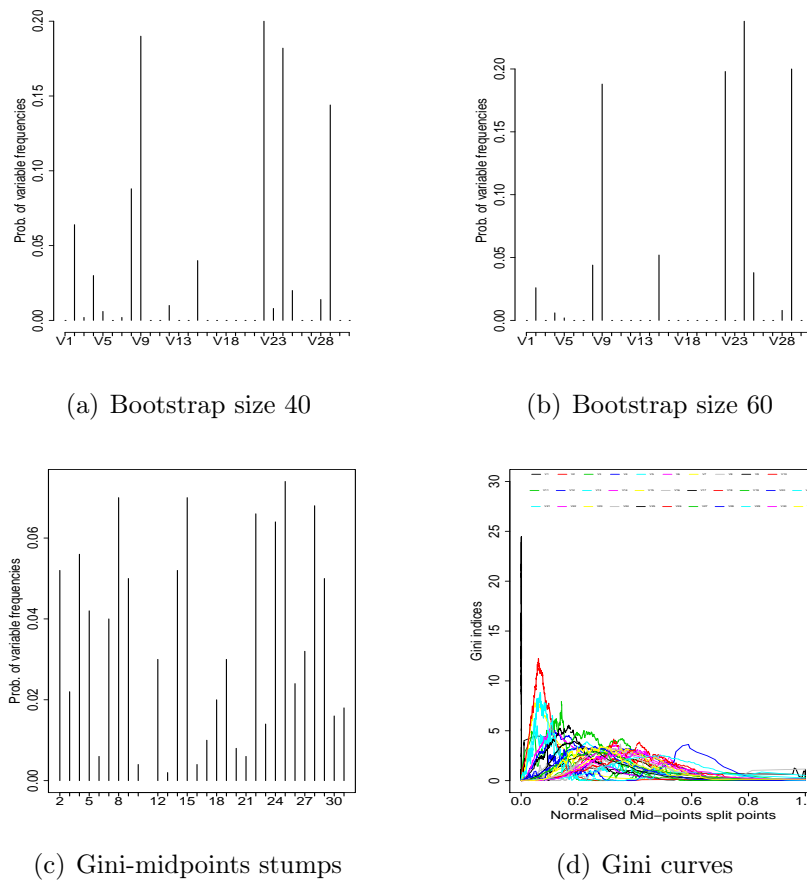 0.20
0.15
0.10
0.05
0.00
Prob. of variable frequencies
V1 V5 V9 V13 V18 V23 V28
(a) Bootstrap size 40
0.20
0.15
0.10
0.05
0.00
Prob. of variable frequencies
V1 V5 V9 V13 V18 V23 V28
(b) Bootstrap size 60
0.06
0.04
0.02
0.00
Prob. of variable frequencies
2 5 8 12 15 18 21 24 27 30
(c) Gini-midpoints stumps
30
25
20
15
10
5
0
Gini indices
0.0 0.2 0.4 0.6 0.8
Normalised Mid–points split points
(d) Gini curves